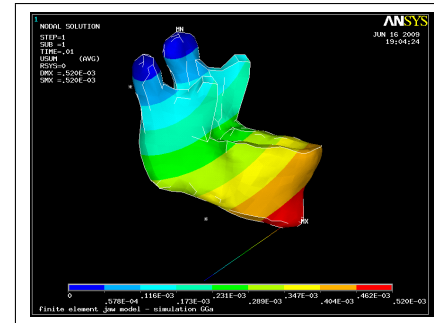 1
NODAL SOLUTION
STEP=1
SUB =1
TIME=.01
USUM (AVG)
RSYS=0
DMX =.520E-03
SMX =.520E-03
ANSYS
JUN 16 2009
19:04:24
MN
MX
0 .116E-03 .231E-03 .347E-03 .462E-03
.578E-04 .173E-03 .289E-03 .404E-03 .520E-03
finite element jaw model - simulation GGa